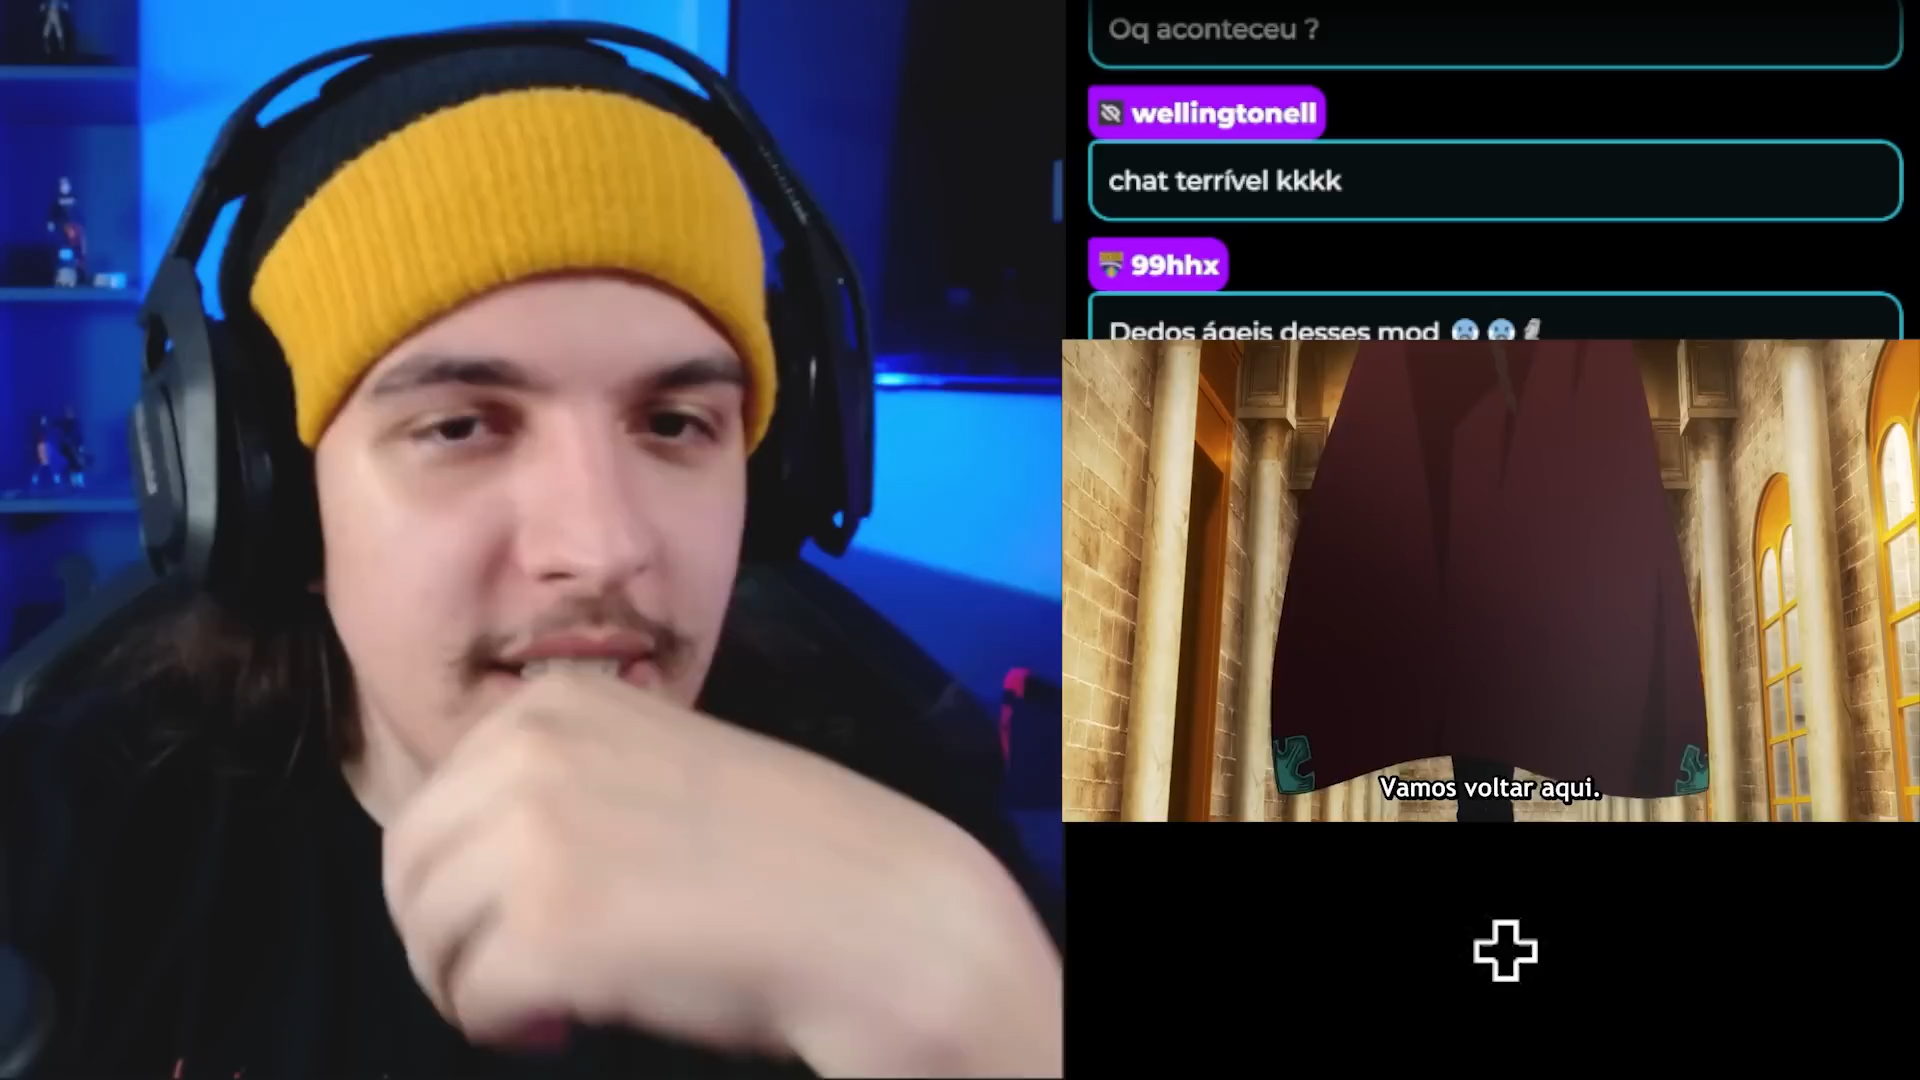 Oq aconteceu ?
wellingtonell
chat terrível kkkk
99hhx
Dedos ágeis desses mod
Vamos voltar aqui.